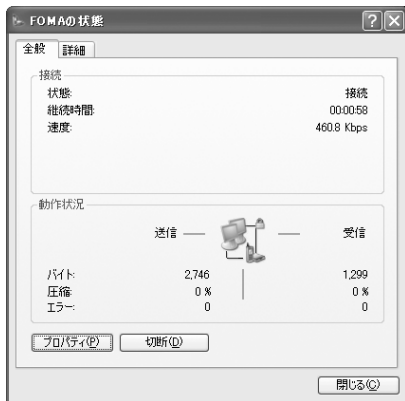 FOMAの状態
全般 詳細
接続
状態: 接続
継続時間: 00:00:58
速度: 460.8 Kbps
動作状況
送信 受信
バイト: 2,746 1,299
圧縮: 0 % 0 %
エラー: 0 0
プロパティ(P) 切断(D)
閉じる(C)